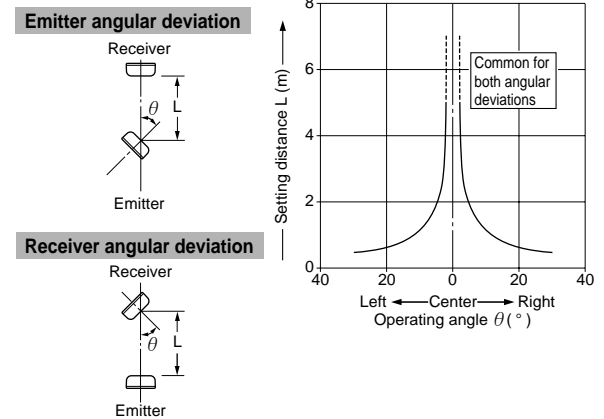 Emitter angular deviation
Receiver
θ
L
Emitter
Receiver angular deviation
Receiver
θ
L
Emitter
Setting distance L (m)
8
6
4
2
0
Common for
both angular
deviations
40 20 0 20 40
Left Center Right
Operating angle θ ( ° )